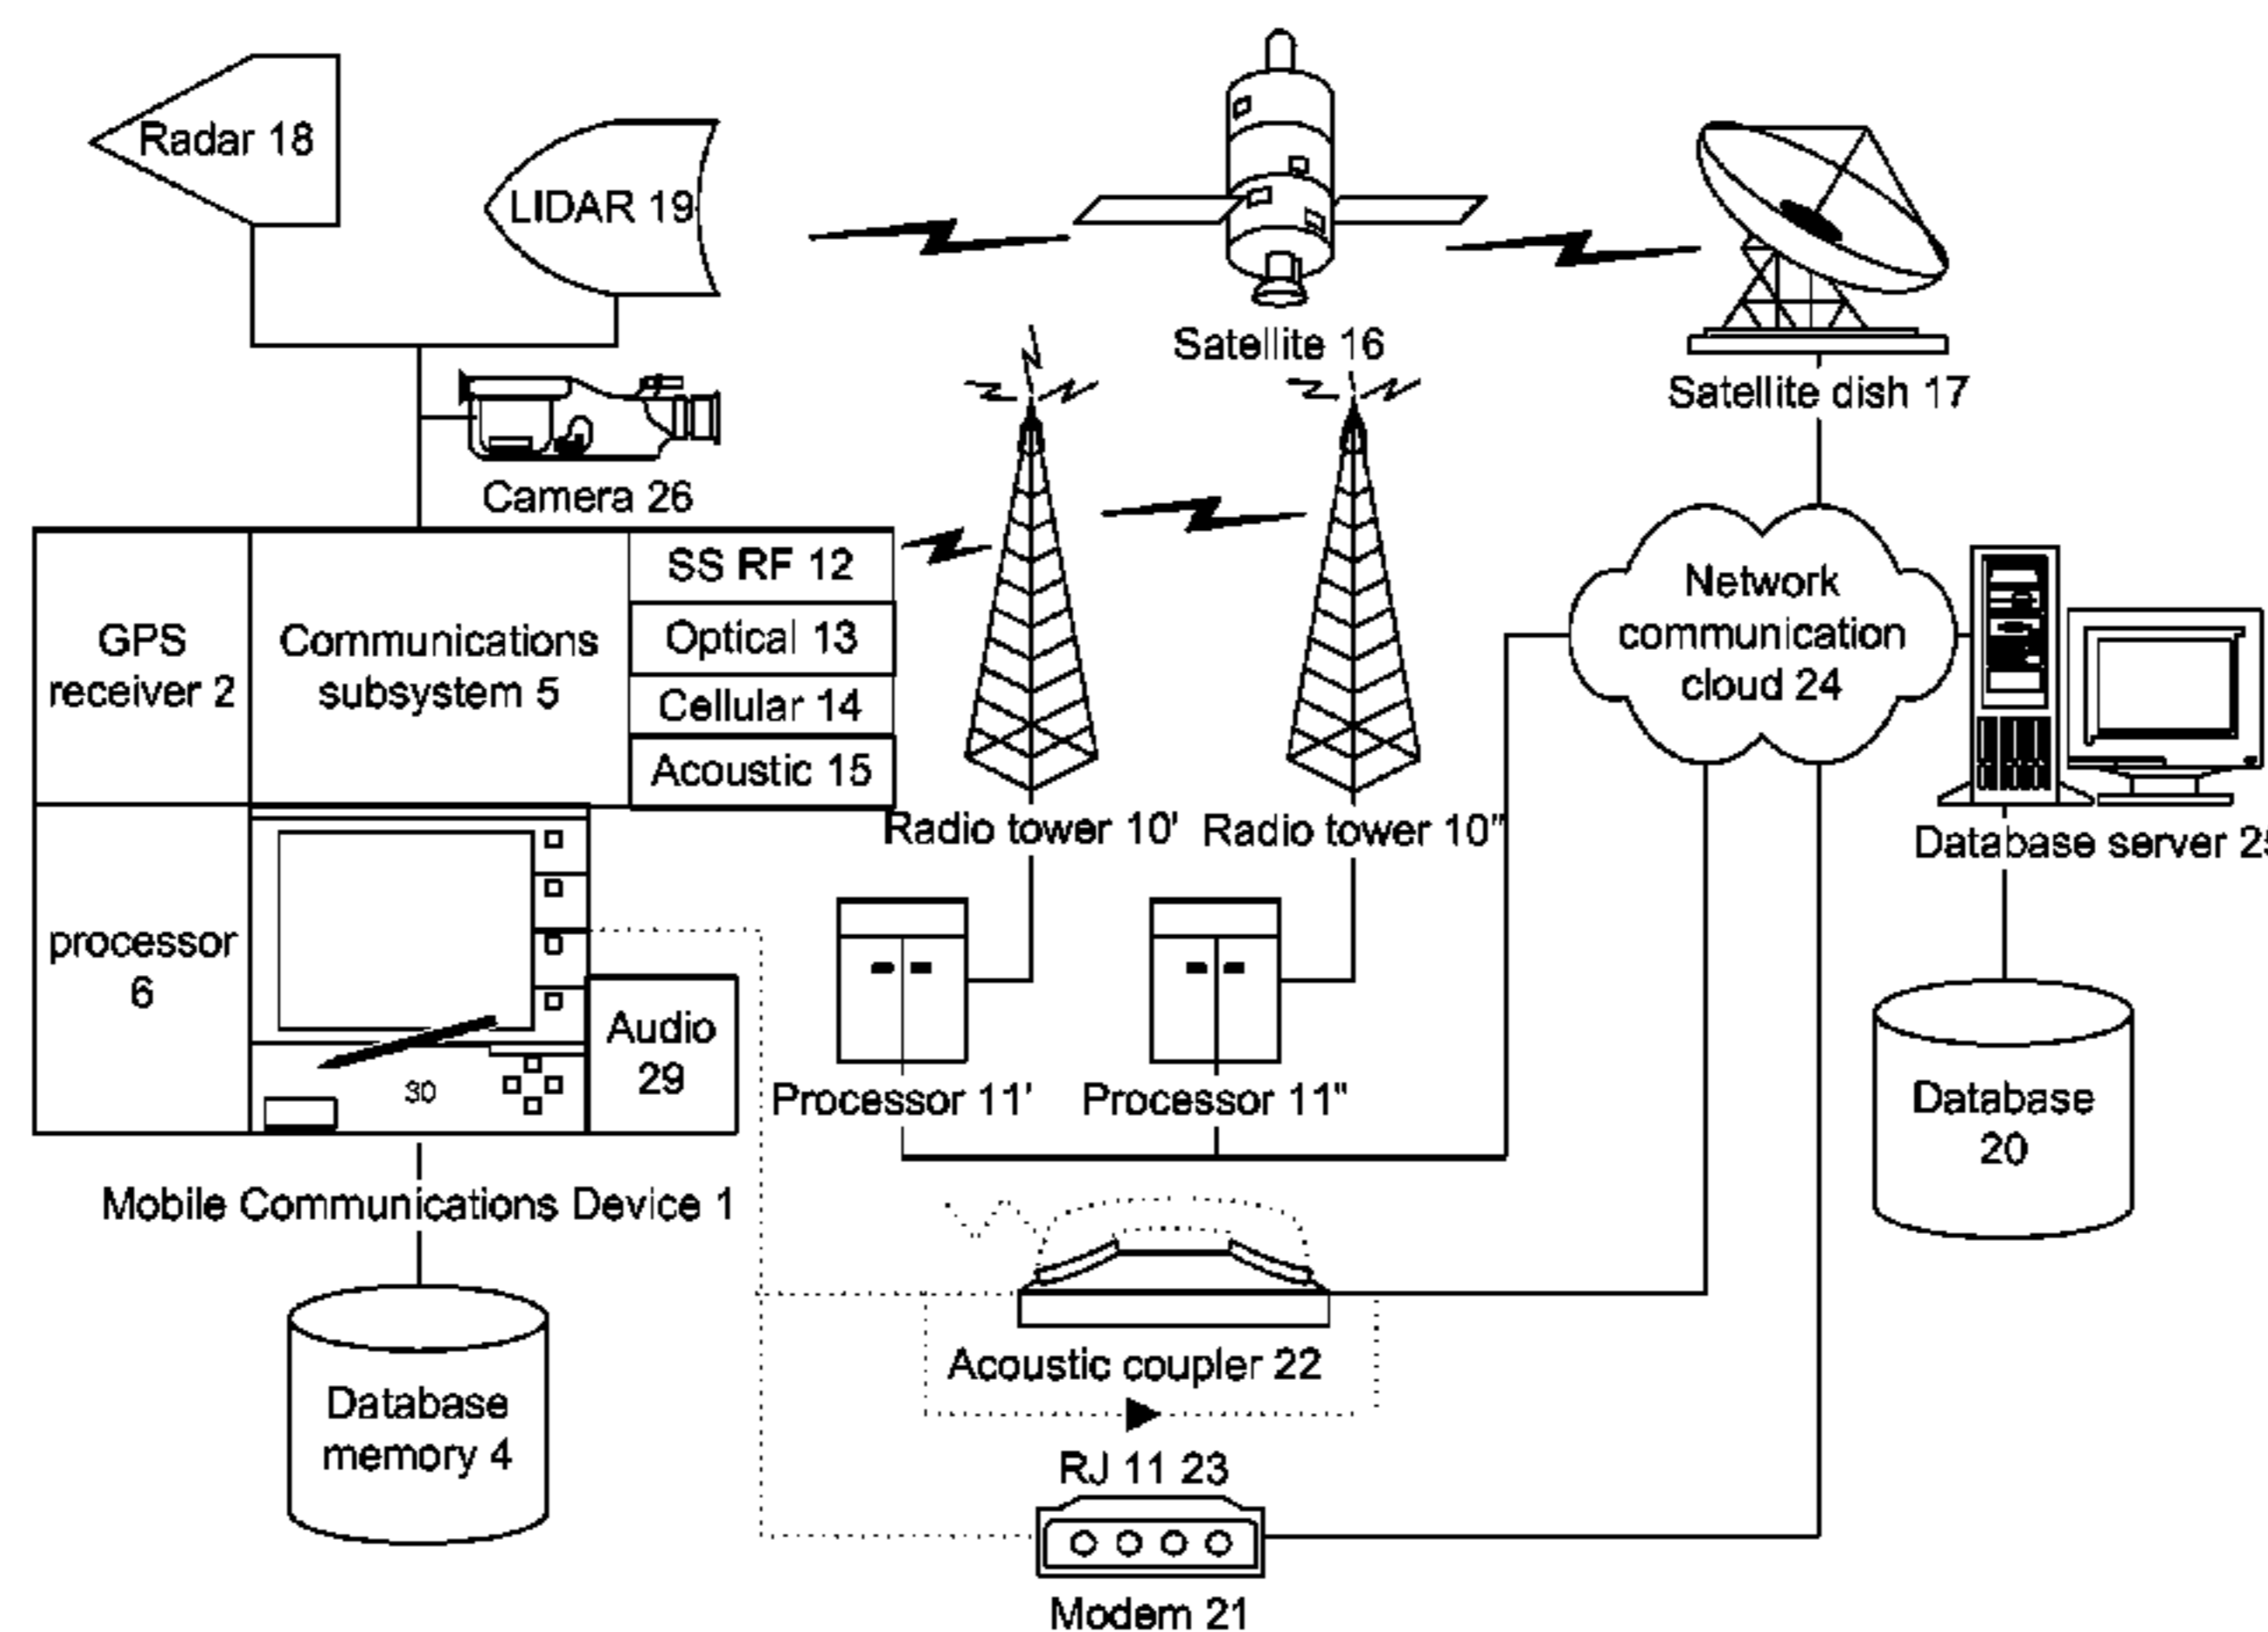 Radar 18
LIDAR 19
Satellite 16
Satellite dish 17
Camera 26
GPS
receiver 2
Communications
subsystem 5
SS RF 12
Optical 13
Cellular 14
Acoustic 15
Network
communication
cloud 24
Radio tower 10'
Radio tower 10"
Database server 25
processor
6
Audio
29
30
Processor 11'
Processor 11"
Database
20
Mobile Communications Device 1
Acoustic coupler 22
Database
memory 4
RJ 11 23
Modem 21